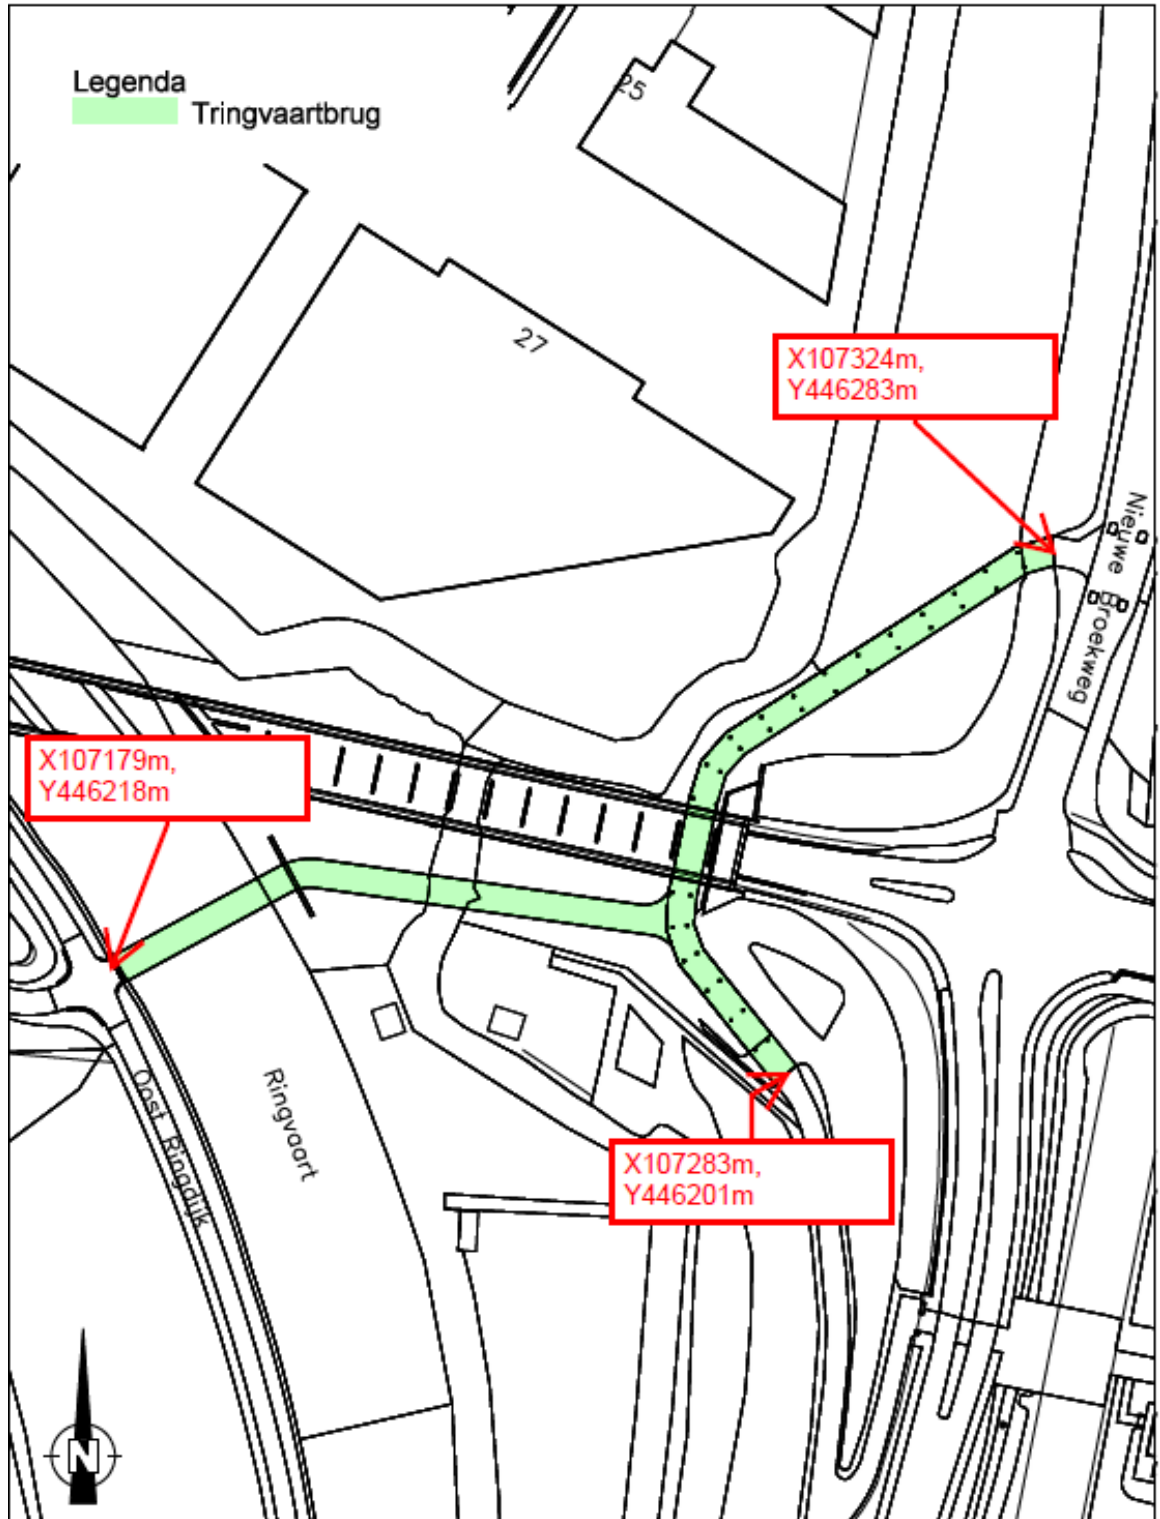 Legenda
Tringvaartbrug
25
27
X107324m,
Y446283m
Nieuwe Broekweg
X107179m,
Y446218m
Oost Ringdijk
Ringvaart
X107283m,
Y446201m
N